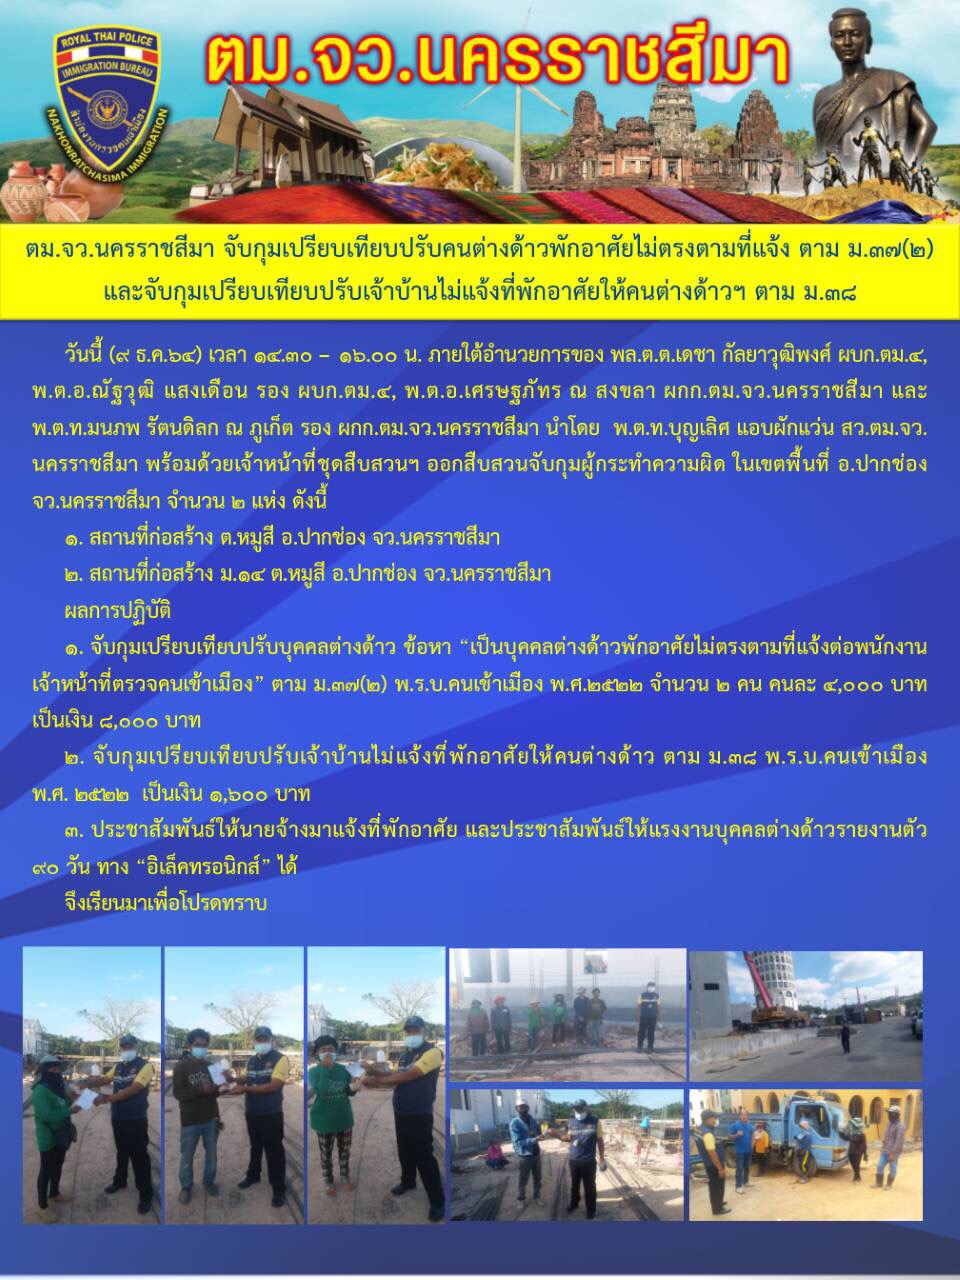 ROYAL THAI POLICE
IMMIGRATION BUREAU
สำนักงานตรวจคนเข้าเมือง
NAKHONRATCHASIMA IMMIGRATION
ตม.จว.นครราชสีมา
ตม.จว.นครราชสีมา จับกุมเปรียบเทียบปรับคนต่างด้าวพักอาศัยไม่ตรงตามที่แจ้ง ตาม ม.๓๗(๒)
และจับกุมเปรียบเทียบปรับเจ้าบ้านไม่แจ้งที่พักอาศัยให้คนต่างด้าวฯ ตาม ม.๓๘
วันนี้ (๙ ธ.ค.๖๔) เวลา ๑๔.๓๐ – ๑๖.๐๐ น. ภายใต้อำนวยการของ พล.ต.ต.เดชา กัลยาวุฒิพงศ์ ผบก.ตม.๔,
พ.ต.อ.ณัฐวุฒิ แสงเดือน รอง ผบก.ตม.๔, พ.ต.อ.เศรษฐภัทร ณ สงขลา ผกก.ตม.จว.นครราชสีมา และ
พ.ต.ท.มนภพ รัตนดิลก ณ ภูเก็ต รอง ผกก.ตม.จว.นครราชสีมา นำโดย พ.ต.ท.บุญเลิศ แอบผักแว่น สว.ตม.จว.
นครราชสีมา พร้อมด้วยเจ้าหน้าที่ชุดสืบสวนฯ ออกสืบสวนจับกุมผู้กระทำความผิด ในเขตพื้นที่ อ.ปากช่อง
จว.นครราชสีมา จำนวน ๒ แห่ง ดังนี้
๑. สถานที่ก่อสร้าง ต.หมูสี อ.ปากช่อง จว.นครราชสีมา
๒. สถานที่ก่อสร้าง ม.๑๔ ต.หมูสี อ.ปากช่อง จว.นครราชสีมา
ผลการปฏิบัติ
๑. จับกุมเปรียบเทียบปรับบุคคลต่างด้าว ข้อหา “เป็นบุคคลต่างด้าวพักอาศัยไม่ตรงตามที่แจ้งต่อพนักงาน
เจ้าหน้าที่ตรวจคนเข้าเมือง” ตาม ม.๓๗(๒) พ.ร.บ.คนเข้าเมือง พ.ศ.๒๕๒๒ จำนวน ๒ คน คนละ ๔,๐๐๐ บาท
เป็นเงิน ๘,๐๐๐ บาท
๒. จับกุมเปรียบเทียบปรับเจ้าบ้านไม่แจ้งที่พักอาศัยให้คนต่างด้าว ตาม ม.๓๘ พ.ร.บ.คนเข้าเมือง
พ.ศ. ๒๕๒๒ เป็นเงิน ๑,๖๐๐ บาท
๓. ประชาสัมพันธ์ให้นายจ้างมาแจ้งที่พักอาศัย และประชาสัมพันธ์ให้แรงงานบุคคลต่างด้าวรายงานตัว
๙๐ วัน ทาง “อิเล็คทรอนิกส์” ได้
จึงเรียนมาเพื่อโปรดทราบ